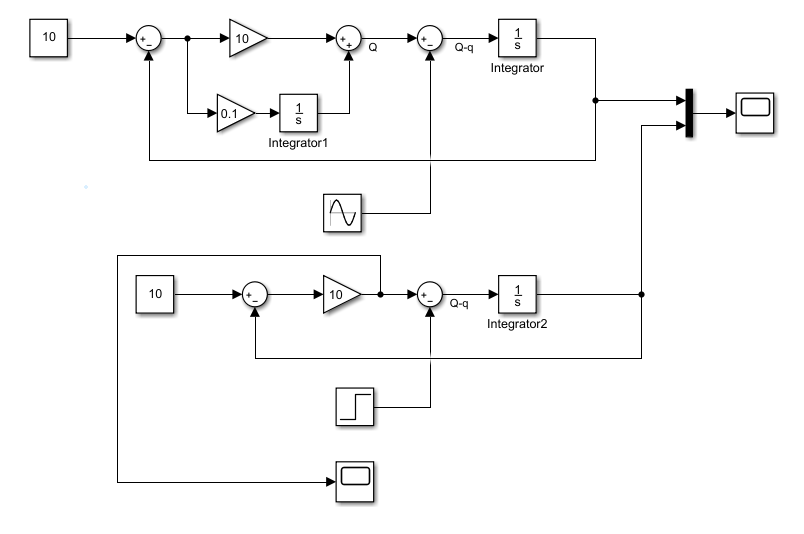 10
+
−
10
+
+
Q
+
−
Q-q
1
s
Integrator
0.1
1
s
Integrator1
10
+
−
10
+
−
Q-q
1
s
Integrator2